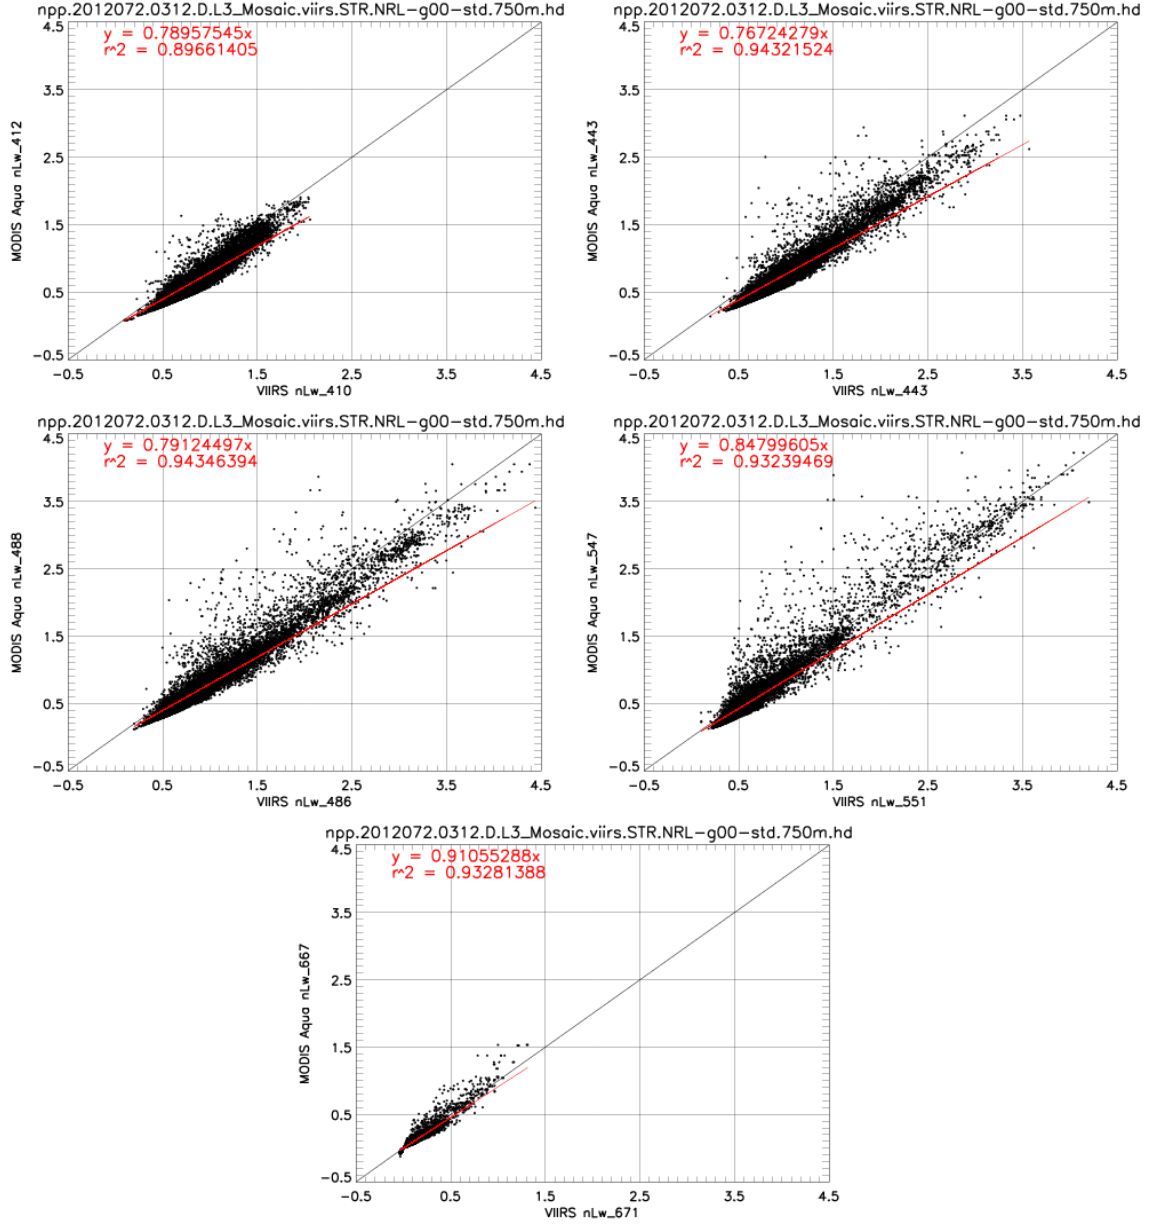 npp.2012072.0312.D.L3_Mosaic.viirs.STR.NRL-g00-std.750m.hd
y = 0.78957545x
r^2 = 0.89661405
4.5
3.5
2.5
1.5
0.5
-0.5
MODIS Aqua nLw_412
-0.5 0.5 1.5 2.5 3.5 4.5
VIIRS nLw_410
npp.2012072.0312.D.L3_Mosaic.viirs.STR.NRL-g00-std.750m.hd
y = 0.76724279x
r^2 = 0.94321524
4.5
3.5
2.5
1.5
0.5
-0.5
MODIS Aqua nLw_443
-0.5 0.5 1.5 2.5 3.5 4.5
VIIRS nLw_443
npp.2012072.0312.D.L3_Mosaic.viirs.STR.NRL-g00-std.750m.hd
y = 0.79124497x
r^2 = 0.94346394
4.5
3.5
2.5
1.5
0.5
-0.5
MODIS Aqua nLw_488
-0.5 0.5 1.5 2.5 3.5 4.5
VIIRS nLw_486
npp.2012072.0312.D.L3_Mosaic.viirs.STR.NRL-g00-std.750m.hd
y = 0.84799605x
r^2 = 0.93239469
4.5
3.5
2.5
1.5
0.5
-0.5
MODIS Aqua nLw_547
-0.5 0.5 1.5 2.5 3.5 4.5
VIIRS nLw_551
npp.2012072.0312.D.L3_Mosaic.viirs.STR.NRL-g00-std.750m.hd
y = 0.91055288x
r^2 = 0.93281388
4.5
3.5
2.5
1.5
0.5
-0.5
MODIS Aqua nLw_667
-0.5 0.5 1.5 2.5 3.5 4.5
VIIRS nLw_671